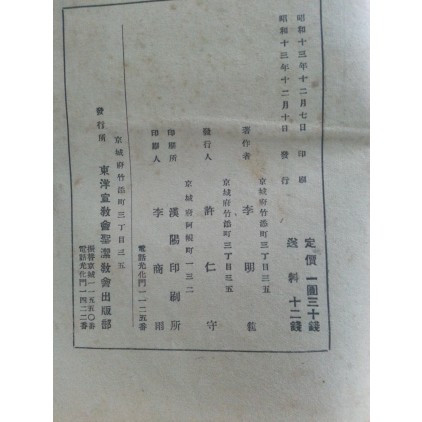 昭和十三年十二月七日 印刷
昭和十三年十二月十日 發行
定價 一圓三十錢
送料 十二錢
京城府竹添町三丁目三五
著作者 李明稙
京城府竹添町三丁目三五
發行人 許仁守
京城府阿峴町一三二
印刷所 漢陽印刷所
印刷人 李商
電話光化門一一二五番
京城府竹添町三丁目三五
發行所 東洋宣敎會聖潔敎會出版部
振替京城一一五五〇番
電話光化門一四二二番